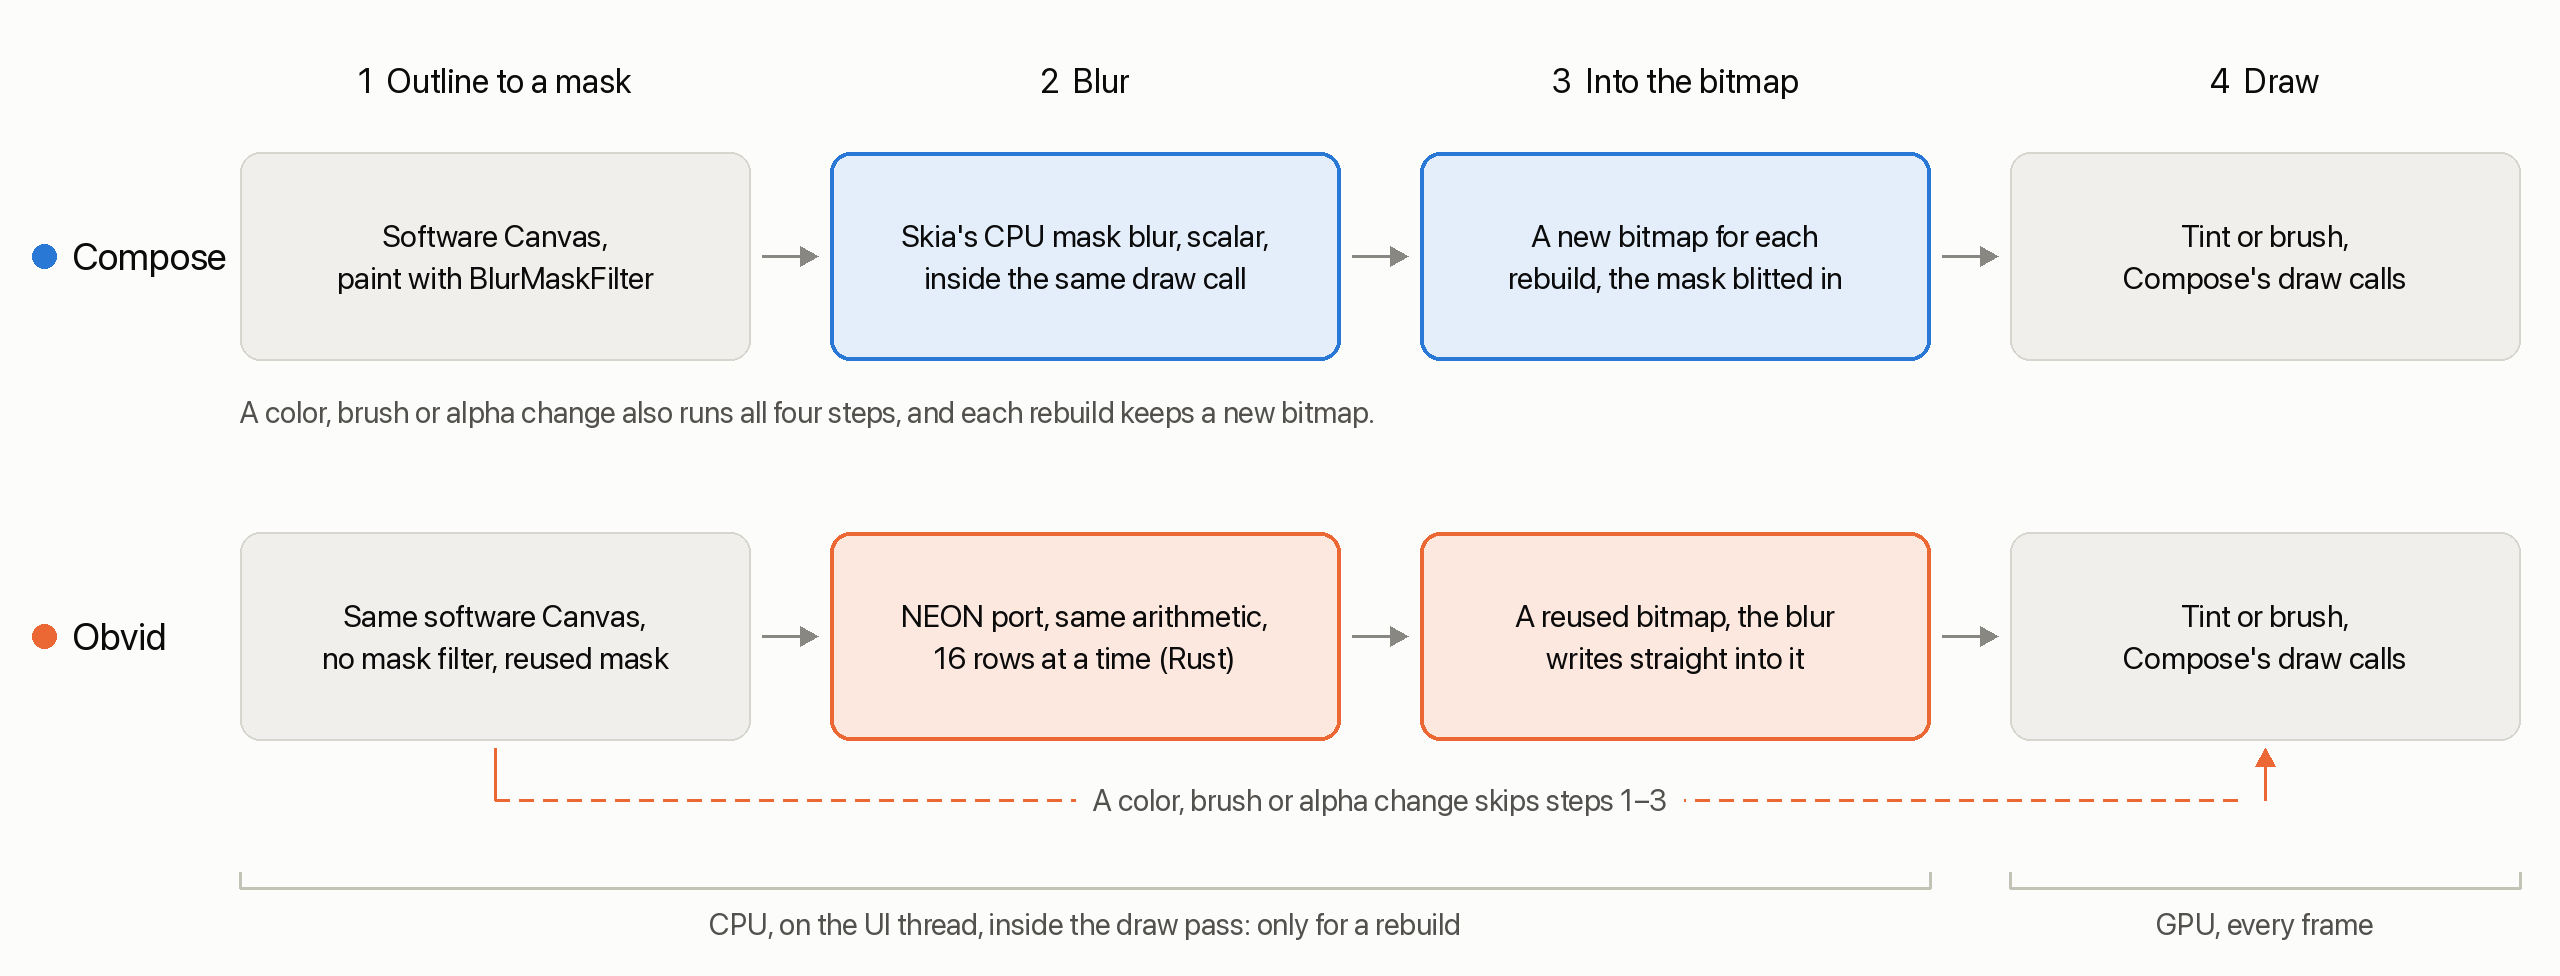 1 Outline to a mask
2 Blur
3 Into the bitmap
4 Draw
Compose
Software Canvas,
paint with BlurMaskFilter
Skia's CPU mask blur, scalar,
inside the same draw call
A new bitmap for each
rebuild, the mask blitted in
Tint or brush,
Compose's draw calls
A color, brush or alpha change also runs all four steps, and each rebuild keeps a new bitmap.
Obvid
Same software Canvas,
no mask filter, reused mask
NEON port, same arithmetic,
16 rows at a time (Rust)
A reused bitmap, the blur
writes straight into it
Tint or brush,
Compose's draw calls
A color, brush or alpha change skips steps 1–3
CPU, on the UI thread, inside the draw pass: only for a rebuild
GPU, every frame